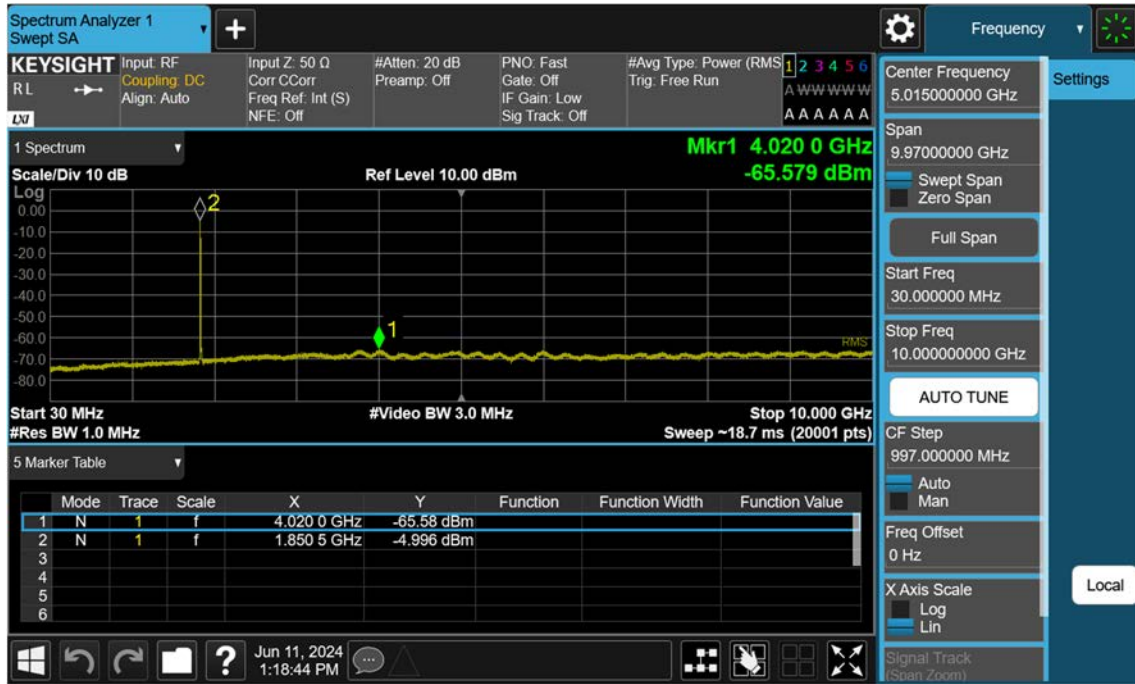 Spectrum Analyzer 1
Swept SA
+
Frequency
KEYSIGHT
RL
LXI
Input: RF
Coupling: DC
Align: Auto
Input Z: 50 Ω
Corr CCorr
Freq Ref: Int (S)
NFE: Off
#Atten: 20 dB
Preamp: Off
PNO: Fast
Gate: Off
IF Gain: Low
Sig Track: Off
#Avg Type: Power (RMS
Trig: Free Run
1 2 3 4 5 6
A W W W W W
A A A A A A
1 Spectrum
Mkr1 4.020 0 GHz
-65.579 dBm
Scale/Div 10 dB
Ref Level 10.00 dBm
Log
0.00
-10.0
-20.0
-30.0
-40.0
-50.0
-60.0
-70.0
-80.0
2
1
RMS
Start 30 MHz
#Video BW 3.0 MHz
Stop 10.000 GHz
#Res BW 1.0 MHz
Sweep ~18.7 ms (20001 pts)
5 Marker Table
Mode Trace Scale X Y Function Function Width Function Value
1 N 1 f 4.020 0 GHz -65.58 dBm
2 N 1 f 1.850 5 GHz -4.996 dBm
3
4
5
6
?
Jun 11, 2024
1:18:44 PM
Center Frequency
5.015000000 GHz
Settings
Span
9.97000000 GHz
Swept Span
Zero Span
Full Span
Start Freq
30.000000 MHz
Stop Freq
10.000000000 GHz
AUTO TUNE
CF Step
997.000000 MHz
Auto
Man
Freq Offset
0 Hz
X Axis Scale
Log
Lin
Local
Signal Track
(Span Zoom)